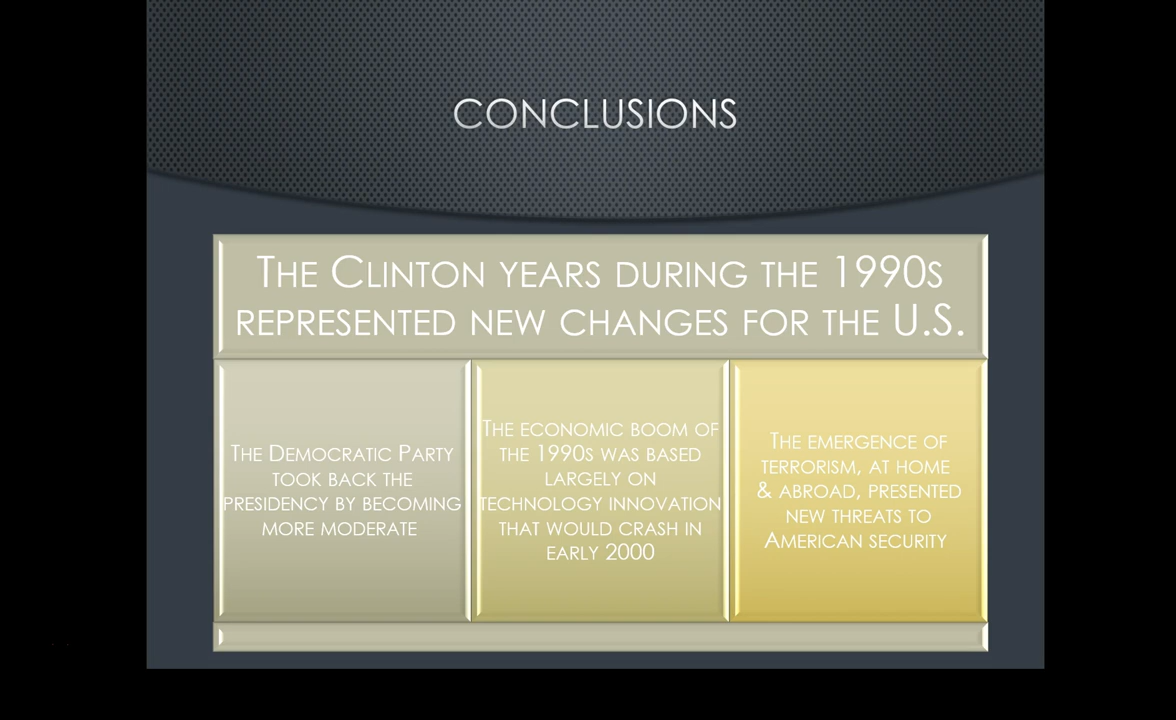 CONCLUSIONS
THE CLINTON YEARS DURING THE 1990S
REPRESENTED NEW CHANGES FOR THE U.S.
THE DEMOCRATIC PARTY
TOOK BACK THE
PRESIDENCY BY BECOMING
MORE MODERATE
THE ECONOMIC BOOM OF
THE 1990S WAS BASED
LARGELY ON
TECHNOLOGY INNOVATION
THAT WOULD CRASH IN
EARLY 2000
THE EMERGENCE OF
TERRORISM, AT HOME
& ABROAD, PRESENTED
NEW THREATS TO
AMERICAN SECURITY